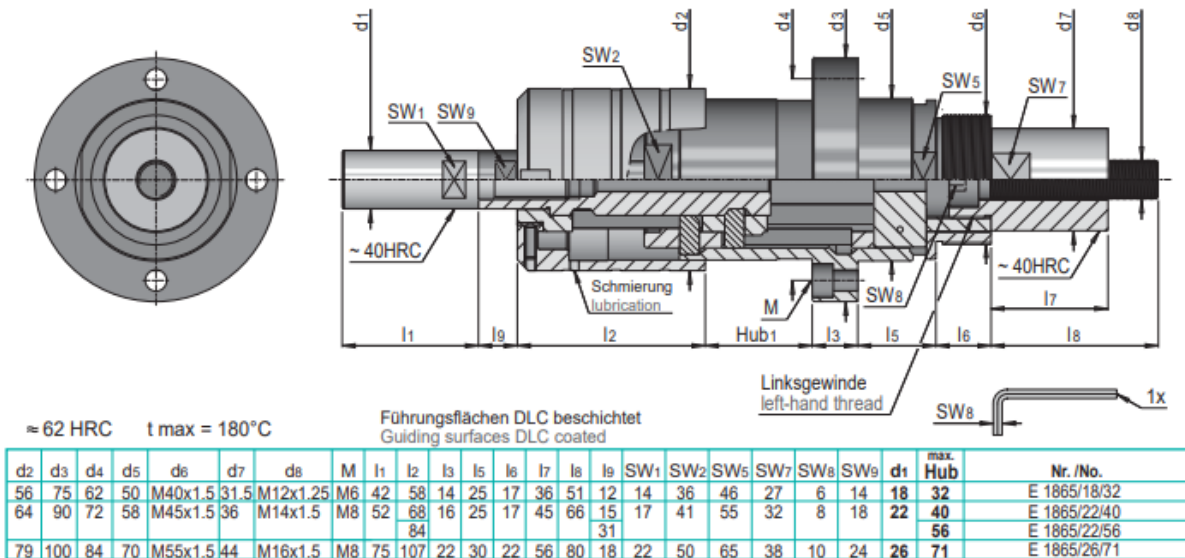 d1 d2 d4 d3 d5 d6 d7 d8
SW2
SW1 SW9 SW5 SW7
~ 40HRC
Schmierung
lubrication
M SW8
~ 40HRC
l7
l1 l9 l2 Hub1 l3 l5 l6 l8
Linksgewinde
left-hand thread
SW8 1x
≈ 62 HRC t max = 180°C
Führungsflächen DLC beschichtet
Guiding surfaces DLC coated
d2 d3 d4 d5 d6 d7 d8 M l1 l2 l3 l5 l6 l7 l8 l9 SW1 SW2 SW5 SW7 SW8 SW9 d1 max. Hub Nr. /No.
56 75 62 50 M40x1.5 31.5 M12x1.25 M6 42 58 14 25 17 36 51 12 14 36 46 27 6 14 18 32 E 1865/18/32
64 90 72 58 M45x1.5 36 M14x1.5 M8 52 68 16 25 17 45 66 15 17 41 55 32 8 18 22 40 E 1865/22/40
84 31 56 E 1865/22/56
79 100 84 70 M55x1.5 44 M16x1.5 M8 75 107 22 30 22 56 80 18 22 50 65 38 10 24 26 71 E 1865/26/71